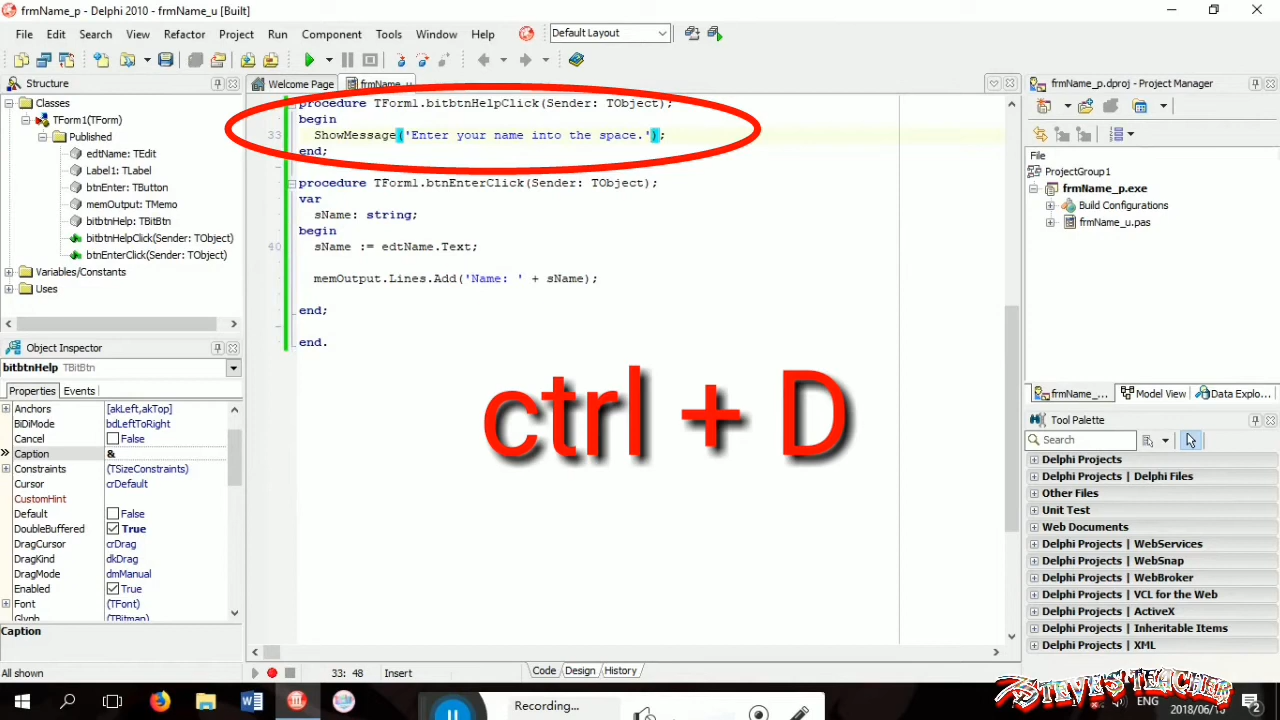 frmName_p - Delphi 2010 - frmName_u [Built]
File Edit Search View Refactor Project Run Component Tools Window Help
Default Layout
Structure
Classes
TForm1(TForm)
Published
edtName: TEdit
Label1: TLabel
btnEnter: TButton
memOutput: TMemo
bitbtnHelp: TBitBtn
bitbtnHelpClick(Sender: TObject)
btnEnterClick(Sender: TObject)
Variables/Constants
Uses
Object Inspector
bitbtnHelp TBitBtn
Properties Events
Anchors [akLeft,akTop]
BiDiMode bdLeftToRight
Cancel False
Caption &
Constraints (TSizeConstraints)
Cursor crDefault
CustomHint
Default False
DoubleBuffered True
DragCursor crDrag
DragKind dkDrag
DragMode dmManual
Enabled True
Font (TFont)
Glyph (TBitmap)
Caption
All shown
Welcome Page frmName_u
procedure TForm1.bitbtnHelpClick(Sender: TObject);
begin
33 ShowMessage('Enter your name into the space.');
end;
procedure TForm1.btnEnterClick(Sender: TObject);
var
sName: string;
begin
40 sName := edtName.Text;
memOutput.Lines.Add('Name: ' + sName);
end;
end.
ctrl + D
33: 48 Insert
Code Design History
frmName_p.dproj - Project Manager
File
ProjectGroup1
frmName_p.exe
Build Configurations
frmName_u.pas
frmName_... Model View Data Explo...
Tool Palette
Search
Delphi Projects
Delphi Projects | Delphi Files
Other Files
Unit Test
Web Documents
Delphi Projects | WebServices
Delphi Projects | WebSnap
Delphi Projects | WebBroker
Delphi Projects | VCL for the Web
Delphi Projects | ActiveX
Delphi Projects | Inheritable Items
Delphi Projects | XML
Recording...
STEVE'S TEACHER
ENG
2